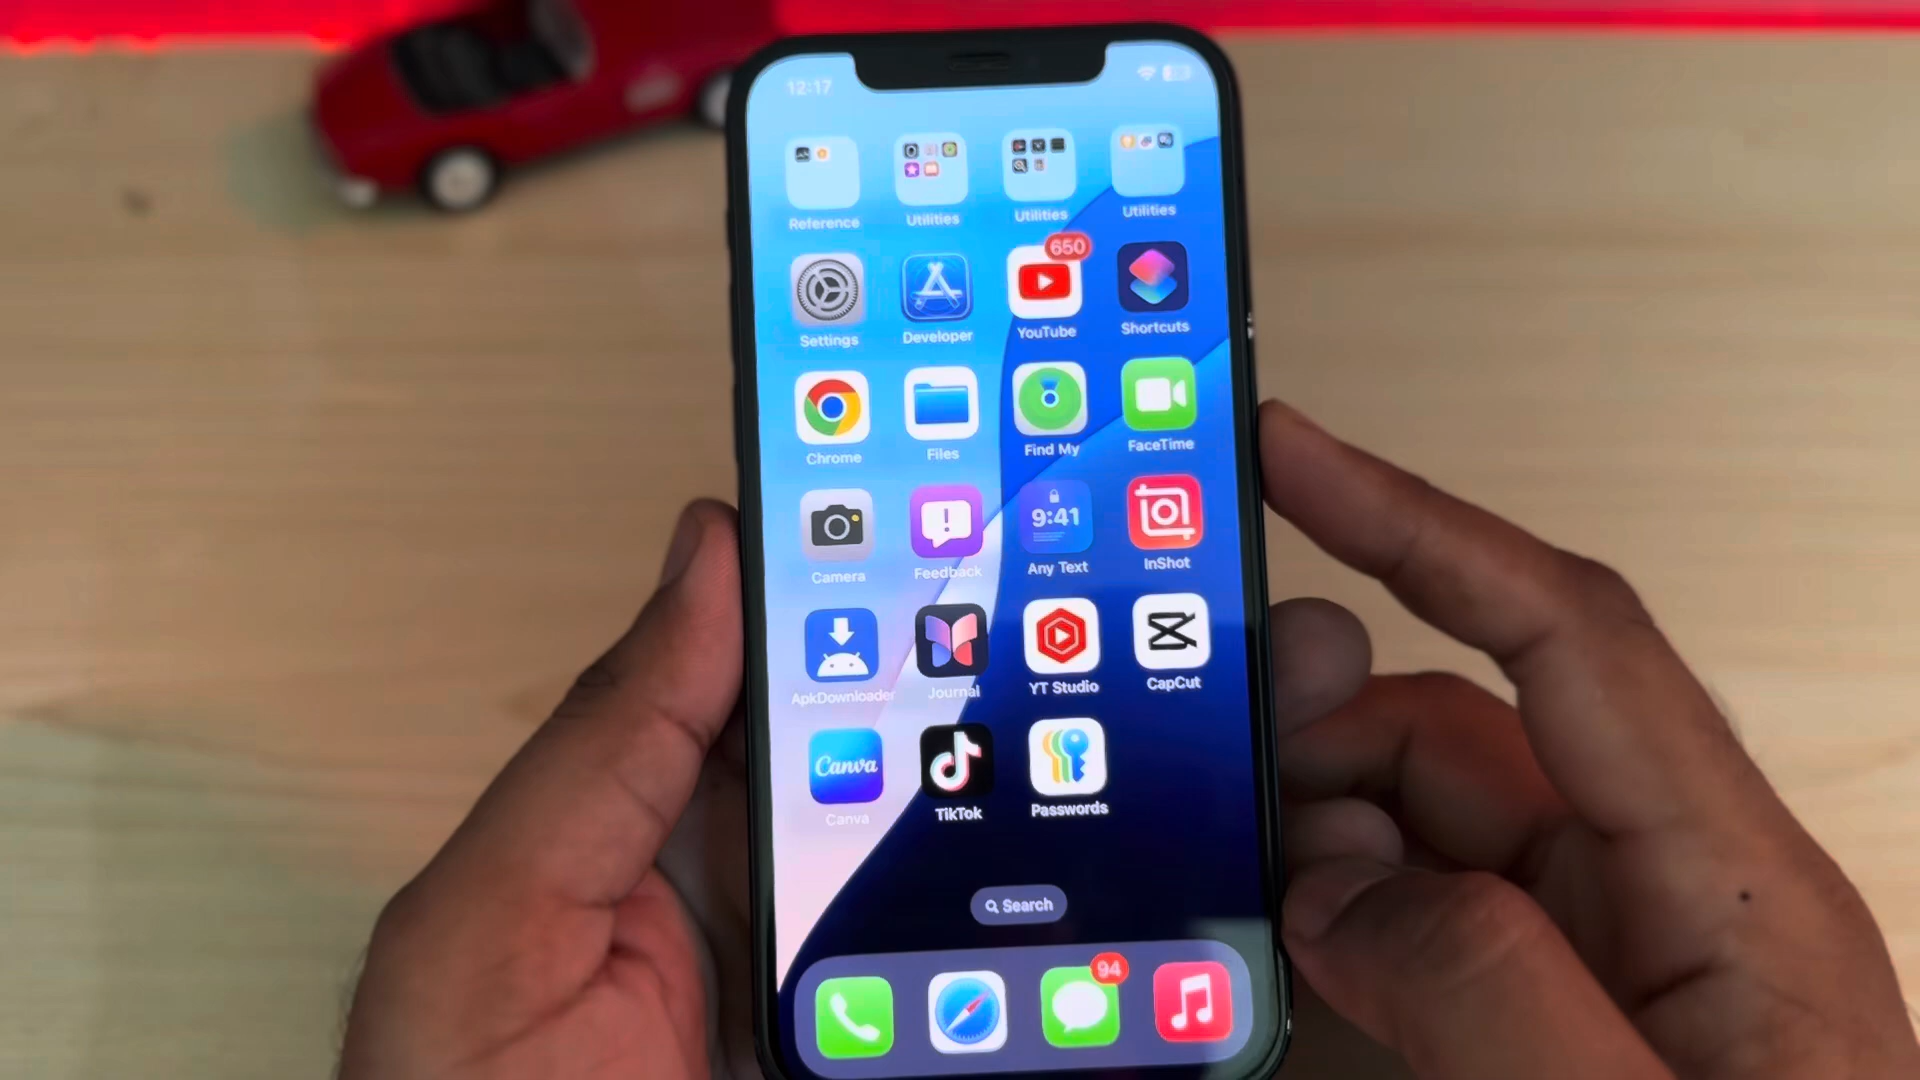 12:17
Reference
Utilities
Utilities
Utilities
650
Settings
Developer
YouTube
Shortcuts
Chrome
Files
Find My
FaceTime
9:41
Camera
Feedback
Any Text
InShot
ApkDownloader
Journal
YT Studio
CapCut
Canva
Canva
TikTok
Passwords
Search
94